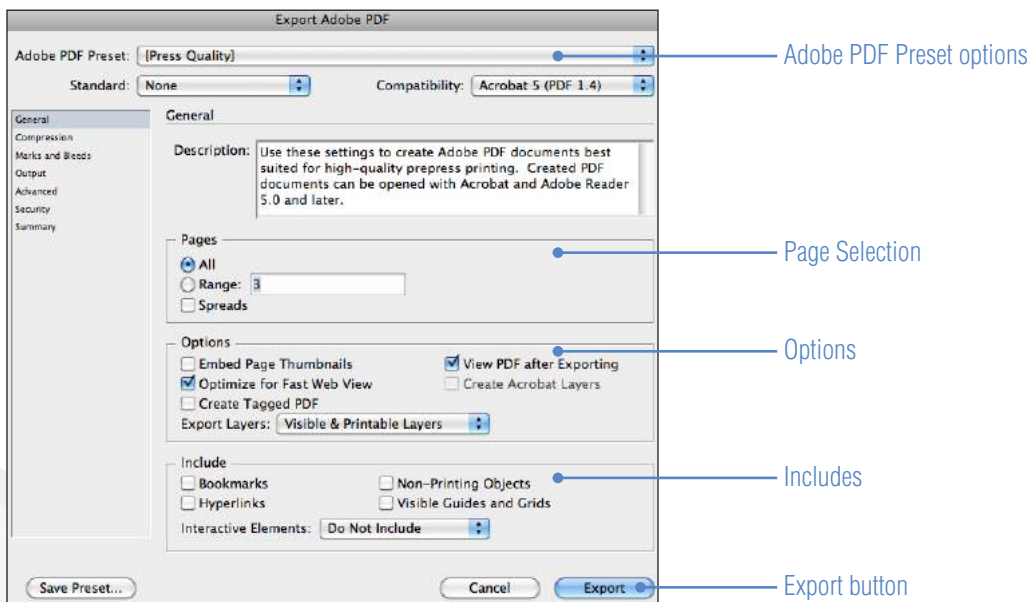 Export Adobe PDF
Adobe PDF Preset: [Press Quality] Adobe PDF Preset options
Standard: None Compatibility: Acrobat 5 (PDF 1.4)
General
Compression
Marks and Bleeds
Output
Advanced
Security
Summary
General
Description: Use these settings to create Adobe PDF documents best
suited for high-quality prepress printing. Created PDF
documents can be opened with Acrobat and Adobe Reader
5.0 and later.
Pages
Page Selection
All
Range: 3
Spreads
Options
Options
Embed Page Thumbnails View PDF after Exporting
Optimize for Fast Web View Create Acrobat Layers
Create Tagged PDF
Export Layers: Visible & Printable Layers
Include
Includes
Bookmarks Non-Printing Objects
Hyperlinks Visible Guides and Grids
Interactive Elements: Do Not Include
Save Preset... Cancel Export Export button